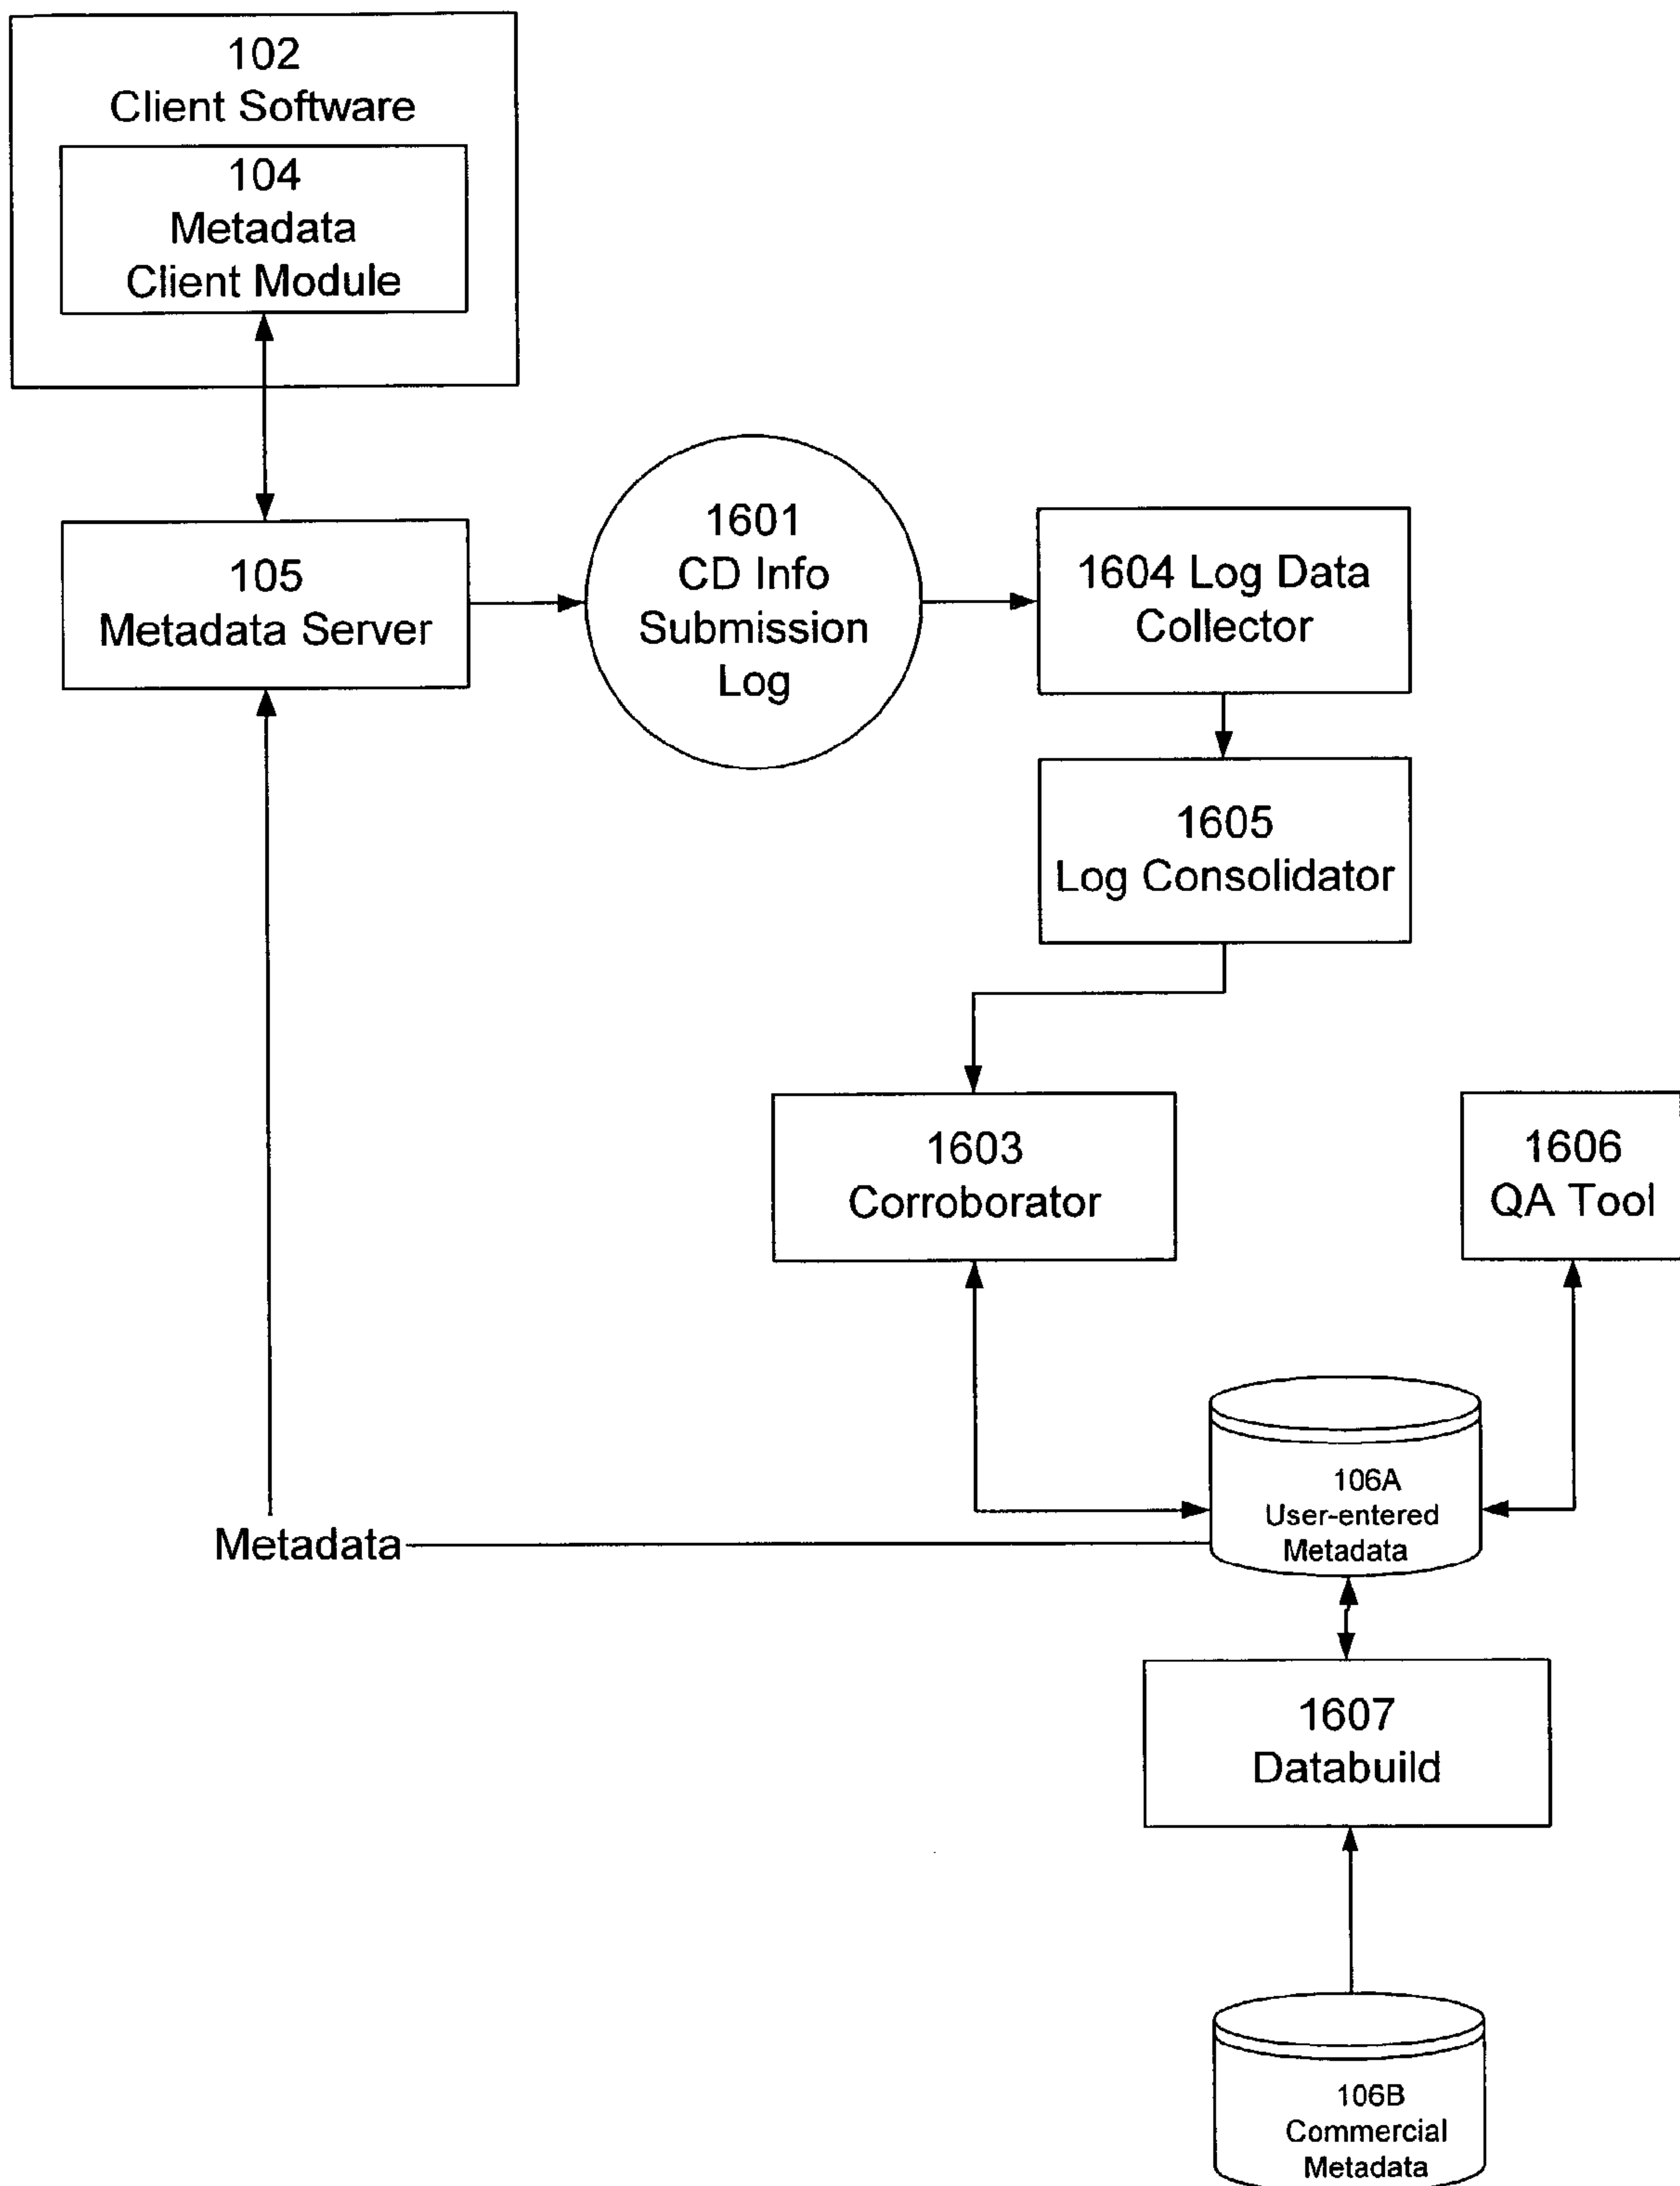 102
Client Software
104
Metadata
Client Module
105
Metadata Server
1601
CD Info
Submission
Log
1604 Log Data
Collector
1605
Log Consolidator
1603
Corroborator
1606
QA Tool
106A
User-entered
Metadata
Metadata
1607
Databuild
106B
Commercial
Metadata